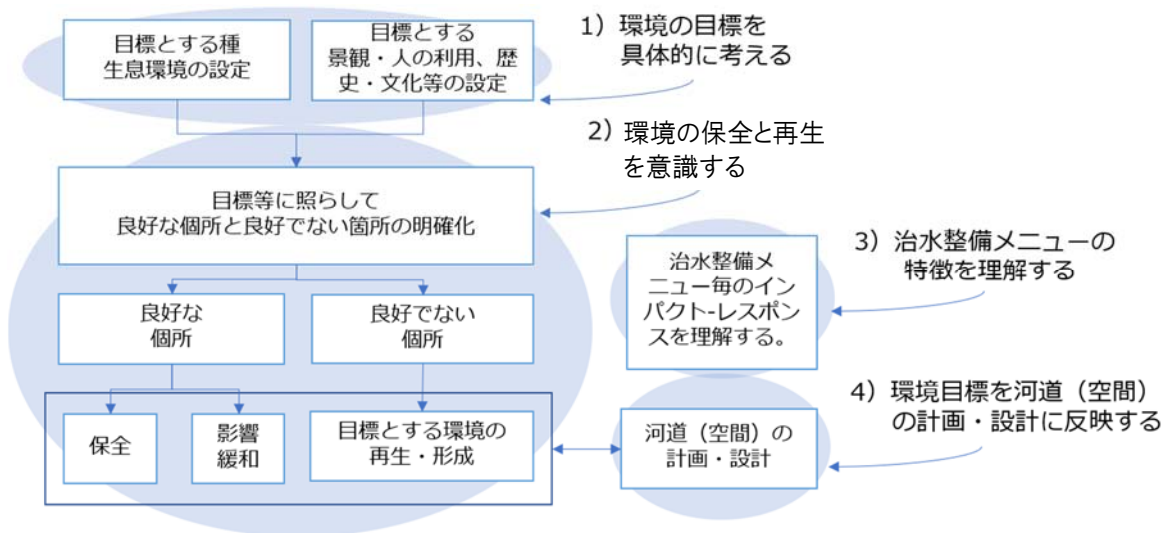 目標とする種
生息環境の設定
目標とする
景観・人の利用、歴
史・文化等の設定
1）環境の目標を
具体的に考える
2）環境の保全と再生
を意識する
目標等に照らして
良好な個所と良好でない箇所の明確化
治水整備メ
ニュー毎のイン
パクト-レスポン
スを理解する。
3）治水整備メニューの
特徴を理解する
良好な
個所
良好でない
個所
4）環境目標を河道（空間）
の計画・設計に反映する
保全
影響
緩和
目標とする環境の
再生・形成
河道（空間）の
計画・設計